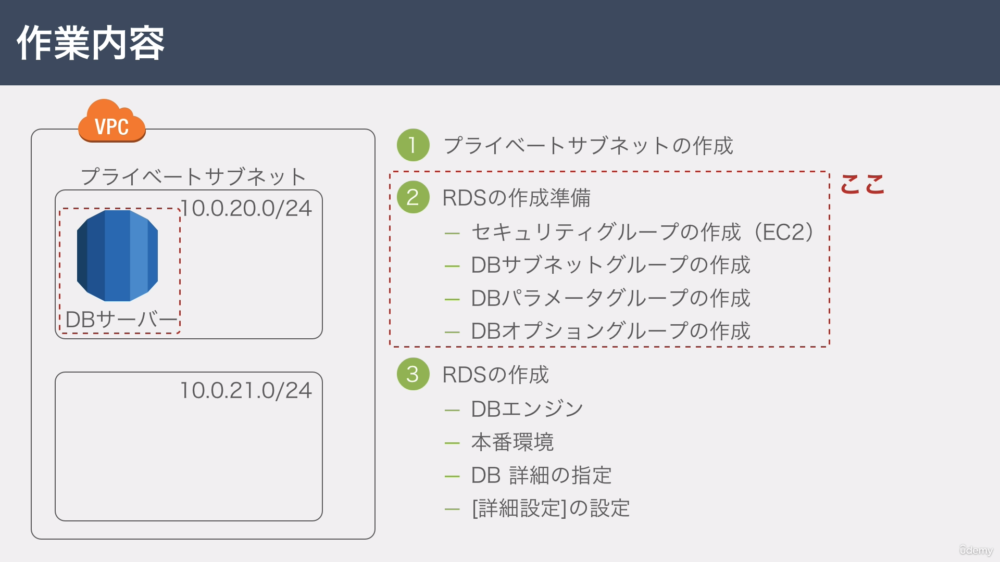 作業内容
VPC
プライベートサブネット
10.0.20.0/24
DBサーバー
10.0.21.0/24
1 プライベートサブネットの作成
2 RDSの作成準備
ここ
― セキュリティグループの作成（EC2）
― DBサブネットグループの作成
― DBパラメータグループの作成
― DBオプショングループの作成
3 RDSの作成
― DBエンジン
― 本番環境
― DB 詳細の指定
― [詳細設定]の設定
ûdemy